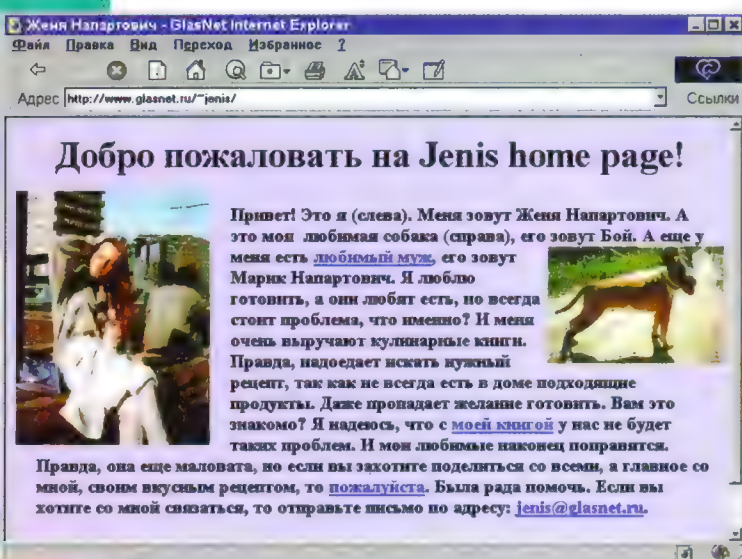 Женя Напартович - GlasNet Internet Explorer
Файл Правка Вид Переход Избранное ?
Адрес http://www.glasnet.ru/~jenis/ Ссылки
Добро пожаловать на Jenis home page!
Привет! Это я (слева). Меня зовут Женя Напартович. А
это моя любимая собака (справа), его зовут Бой. А еще у
меня есть любимый муж, его зовут
Марик Напартович. Я люблю
готовить, а они любят есть, но всегда
стоит проблема, что именно? И меня
очень выручают кулинарные книги.
Правда, надоедает искать нужный
рецепт, так как не всегда есть в доме подходящие
продукты. Даже пропадает желание готовить. Вам это
знакомо? Я надеюсь, что с моей книгой у нас не будет
таких проблем. И мои любимые наконец поправятся.
Правда, она еще маловата, но если вы захотите поделиться со всеми, а главное со
мной, своим вкусным рецептом, то пожалуйста. Была рада помочь. Если вы
хотите со мной связаться, то отправьте письмо по адресу: jenis@glasnet.ru.